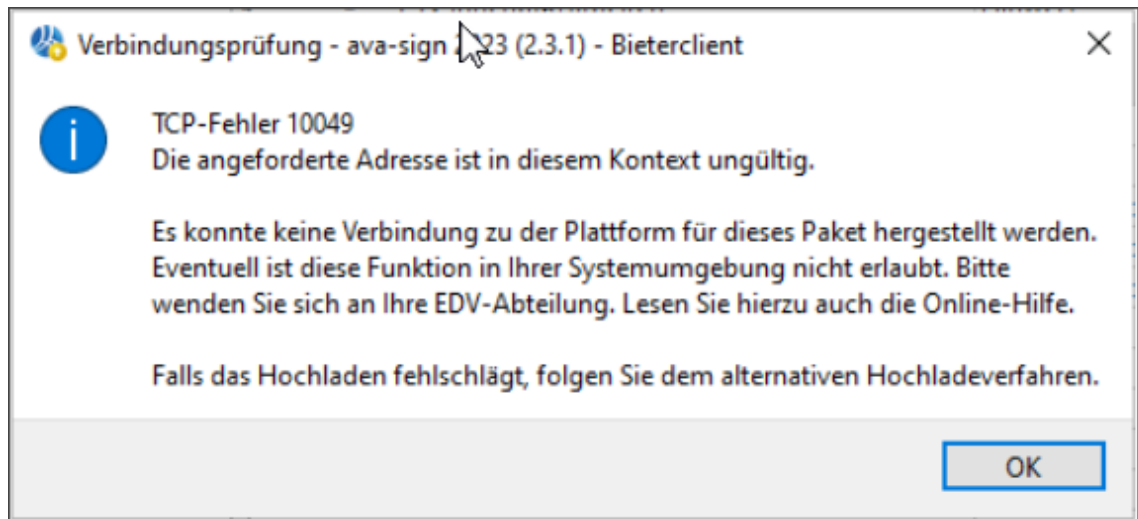 Verbindungsprüfung - ava-sign 2023 (2.3.1) - Bieterclient
TCP-Fehler 10049
Die angeforderte Adresse ist in diesem Kontext ungültig.
Es konnte keine Verbindung zu der Plattform für dieses Paket hergestellt werden.
Eventuell ist diese Funktion in Ihrer Systemumgebung nicht erlaubt. Bitte
wenden Sie sich an Ihre EDV-Abteilung. Lesen Sie hierzu auch die Online-Hilfe.
Falls das Hochladen fehlschlägt, folgen Sie dem alternativen Hochladeverfahren.
OK